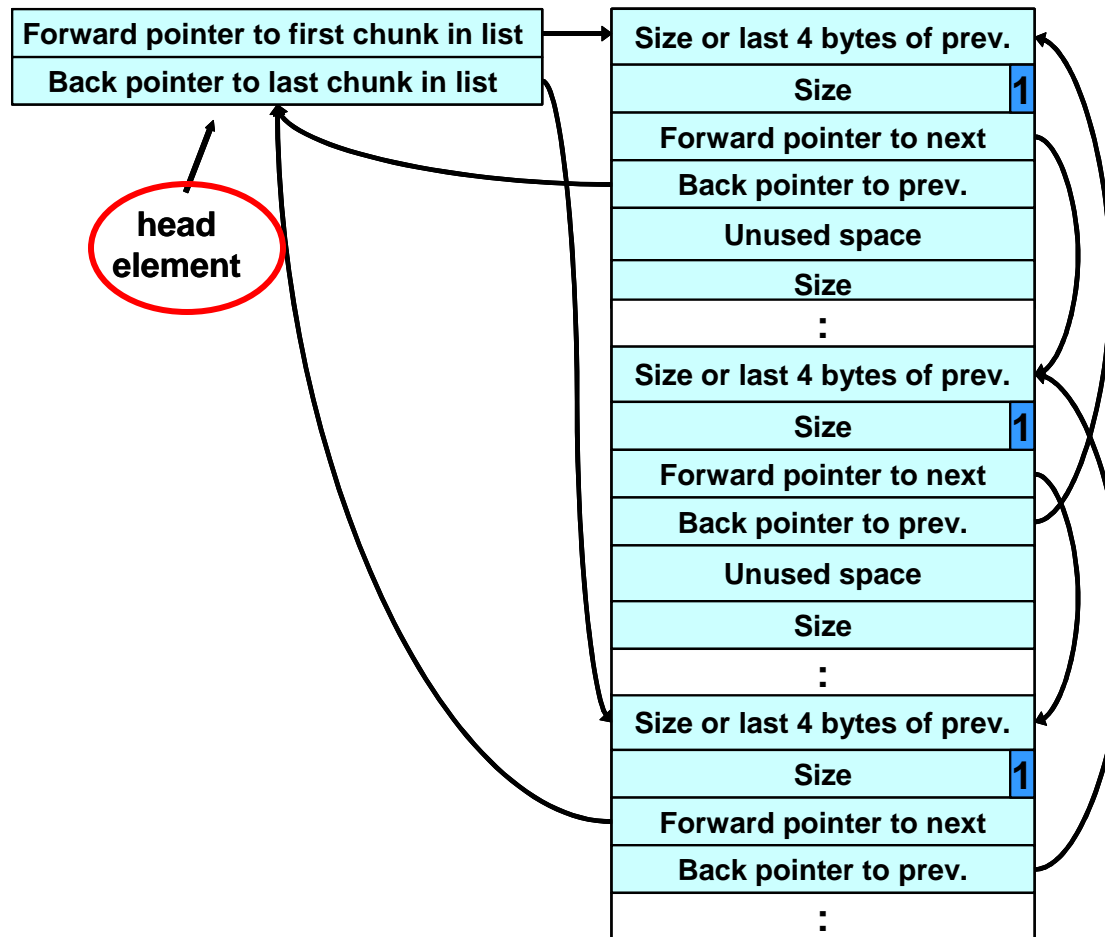 Forward pointer to first chunk in list
Back pointer to last chunk in list
head
element
Size or last 4 bytes of prev.
Size 1
Forward pointer to next
Back pointer to prev.
Unused space
Size
:
Size or last 4 bytes of prev.
Size 1
Forward pointer to next
Back pointer to prev.
Unused space
Size
:
Size or last 4 bytes of prev.
Size 1
Forward pointer to next
Back pointer to prev.
: